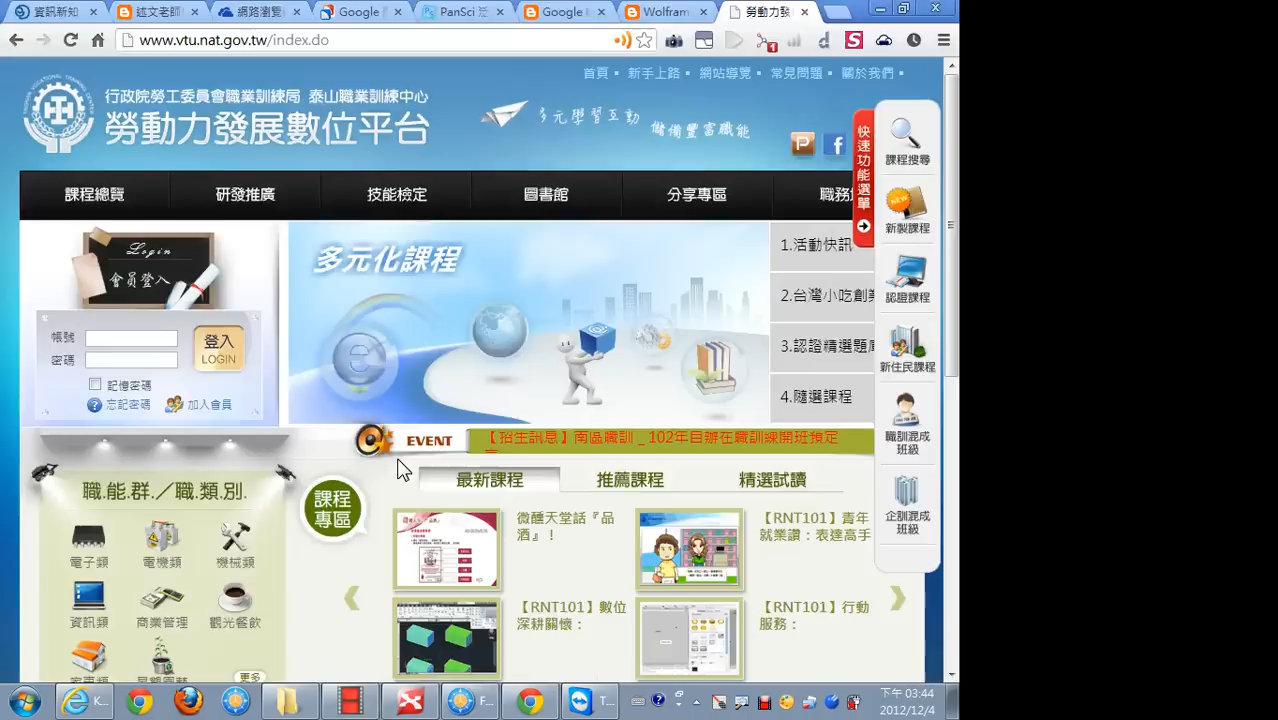 資訊新知
述文老師
網路瀏覽
Google
PanSci 泛
Google
Wolfram
勞動力發
www.vtu.nat.gov.tw/index.do
首頁 新手上路 網站導覽 常見問題 關於我們
行政院勞工委員會職業訓練局 泰山職業訓練中心
勞動力發展數位平台
多元學習互動 儲備豐富職能
快速功能選單
課程搜尋
新製課程
認證課程
新住民課程
職訓混成
班級
企訓混成
班級
課程總覽 研發推廣 技能檢定 圖書館 分享專區 職務
Login
會員登入
帳號
密碼
登入
LOGIN
記憶密碼
忘記密碼 加入會員
多元化課程
1.活動快訊
2.台灣小吃創業
3.認證精選題庫
4.隨選課程
EVENT
【招生訊息】南區職訓_102年自辦在職訓練開班預定
職能群／職類別
電子類 電機類 機械類
資訊類 商業管理 觀光餐飲
更多
課程
專區
最新課程 推薦課程 精選試讀
微醺天堂話『品
酒』！
【RNT101】青年
就業讚：表達高手
【RNT101】數位
深耕關懷：
【RNT101】行動
服務：
K...
F...
T...
下午 03:44
2012/12/4